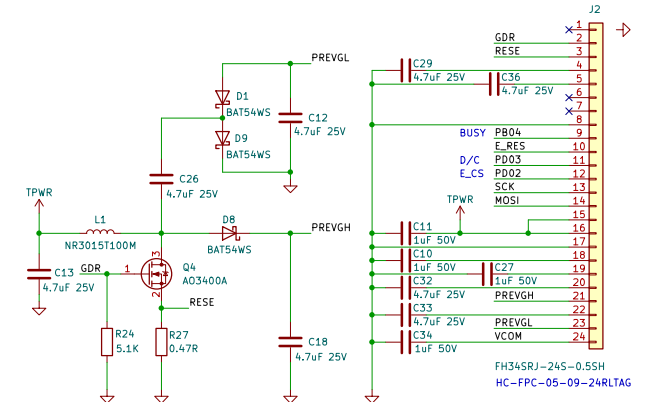 J2
1
GDR
2
RESE
3
C29
4
4.7uF 25V
C36
5
4.7uF 25V
6
7
8
BUSY
PB04
9
E_RES
10
D/C
PD03
11
E_CS
PD02
12
SCK
13
MOSI
14
TPWR
15
C11
16
1uF 50V
17
C10
18
1uF 50V
C27
19
1uF 50V
C32
20
4.7uF 25V
PREVGH
21
C33
22
4.7uF 25V
PREVGL
23
C34
VCOM
24
1uF 50V
FH34SRJ-24S-0.5SH
HC-FPC-05-09-24RLTAG
PREVGL
D1
BAT54WS
C12
4.7uF 25V
D9
BAT54WS
C26
4.7uF 25V
TPWR
L1
NR3015T100M
D8
BAT54WS
PREVGH
C13
4.7uF 25V
GDR
1
3
2
Q4
AO3400A
RESE
R24
5.1K
R27
0.47R
C18
4.7uF 25V